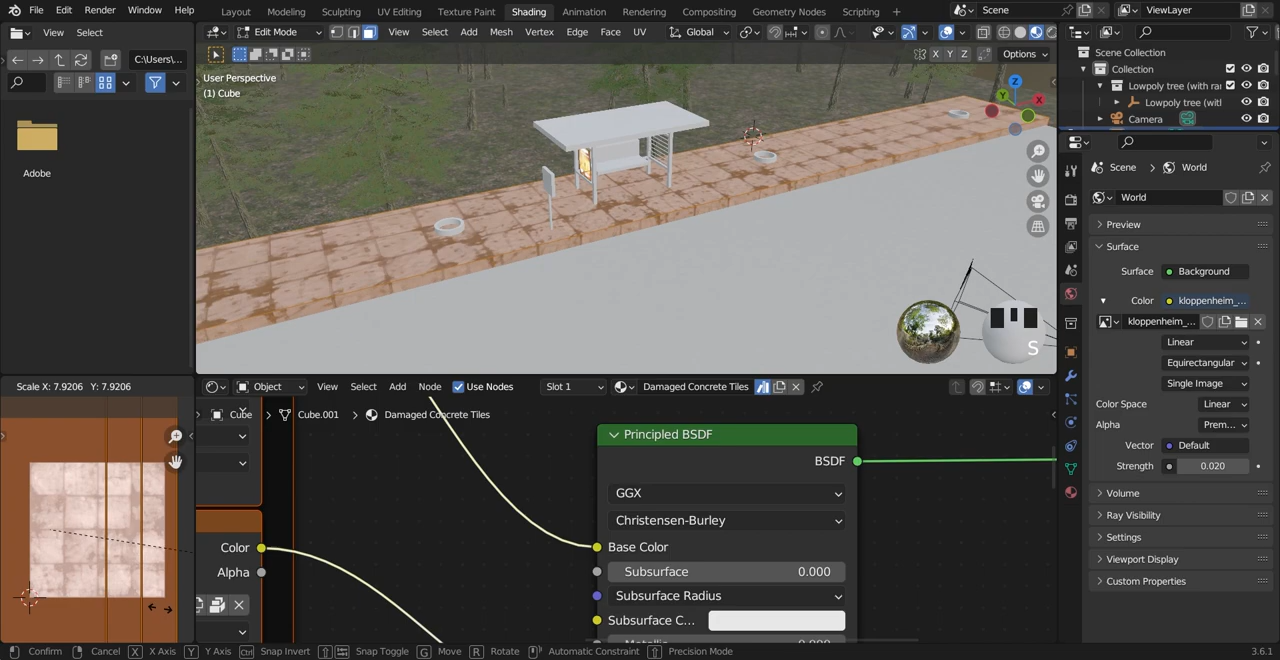 File Edit Render Window Help Layout Modeling Sculpting UV Editing Texture Paint Shading Animation Rendering Compositing Geometry Nodes Scripting + Scene ViewLayer
View Select Edit Mode View Select Add Mesh Vertex Edge Face UV Global
C:\Users\... X Y Z Options
User Perspective
(1) Cube
Adobe
Z
Y
X
S
Scene Collection
Collection
Lowpoly tree (with ra
Lowpoly tree (witl
Camera
Scene > World
World
Preview
Surface
Surface Background
Color kloppenheim_...
kloppenheim_...
Linear
Equirectangular
Single Image
Color Space Linear
Alpha Prem...
Vector Default
Strength 0.020
Volume
Ray Visibility
Settings
Viewport Display
Custom Properties
Scale X: 7.9206 Y: 7.9206
Object View Select Add Node Use Nodes Slot 1 Damaged Concrete Tiles
Cube > Cube.001 > Damaged Concrete Tiles
Color
Alpha
Principled BSDF
BSDF
GGX
Christensen-Burley
Base Color
Subsurface 0.000
Subsurface Radius
Subsurface C...
Confirm Cancel X X Axis Y Y Axis Ctrl Snap Invert Snap Toggle G Move R Rotate Automatic Constraint Precision Mode 3.6.1